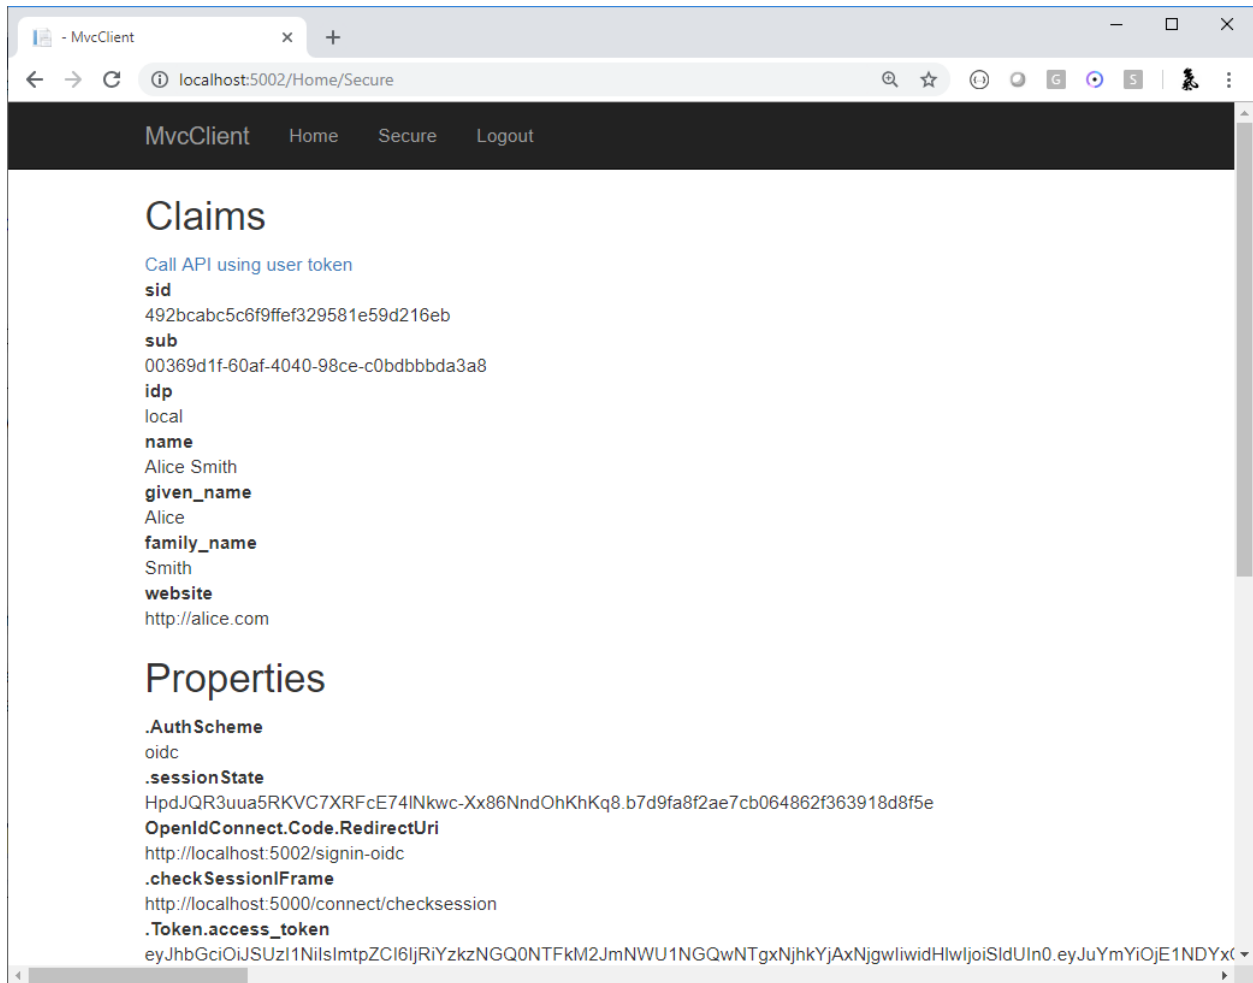 - MvcClient
localhost:5002/Home/Secure
G
S
MvcClient Home Secure Logout
Claims
Call API using user token
sid
492bcabc5c6f9ffef329581e59d216eb
sub
00369d1f-60af-4040-98ce-c0bdbbbda3a8
idp
local
name
Alice Smith
given_name
Alice
family_name
Smith
website
http://alice.com
Properties
.AuthScheme
oidc
.sessionState
HpdJQR3uua5RKVC7XRFcE74lNkwc-Xx86NndOhKhKq8.b7d9fa8f2ae7cb064862f363918d8f5e
OpenIdConnect.Code.RedirectUri
http://localhost:5002/signin-oidc
.checkSessionIFrame
http://localhost:5000/connect/checksession
.Token.access_token
eyJhbGciOiJSUzI1NiIsImtpZCI6IjRiYzkzNGQ0NTFkM2JmNWU1NGQwNTgxNjhkYjAxNjgwIiwidHlwIjoiSldUIn0.eyJuYmYiOjE1NDYx